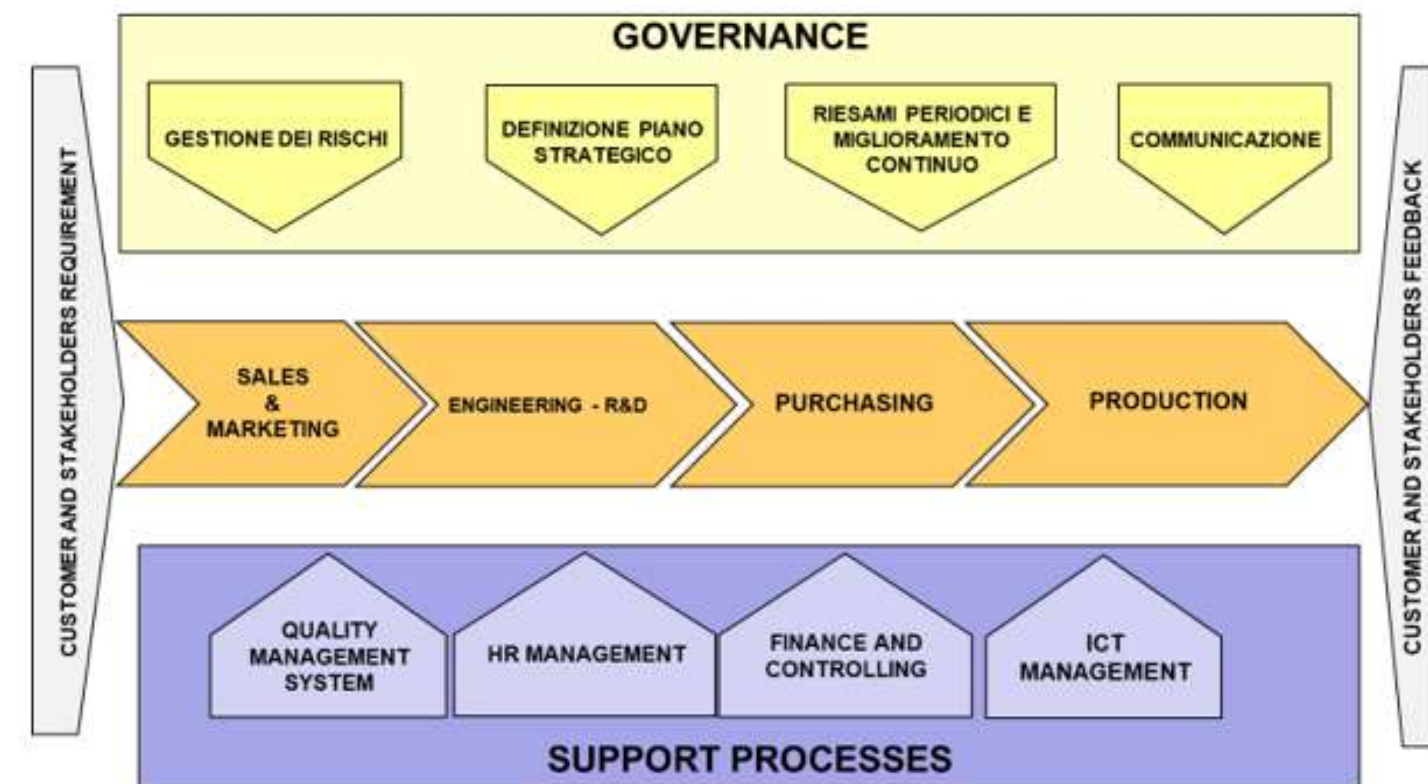 GOVERNANCE
GESTIONE DEI RISCHI
DEFINIZIONE PIANO
STRATEGICO
RIESAMI PERIODICI E
MIGLIORAMENTO
CONTINUO
COMMUNICAZIONE
CUSTOMER AND STAKEHOLDERS REQUIREMENT
SALES
&
MARKETING
ENGINEERING - R&D
PURCHASING
PRODUCTION
CUSTOMER AND STAKEHOLDERS FEEDBACK
QUALITY
MANAGEMENT
SYSTEM
HR MANAGEMENT
FINANCE AND
CONTROLLING
ICT
MANAGEMENT
SUPPORT PROCESSES